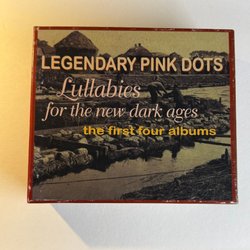 LEGENDARY PINK DOTS
Lullabies
for the new dark ages
the first four albums